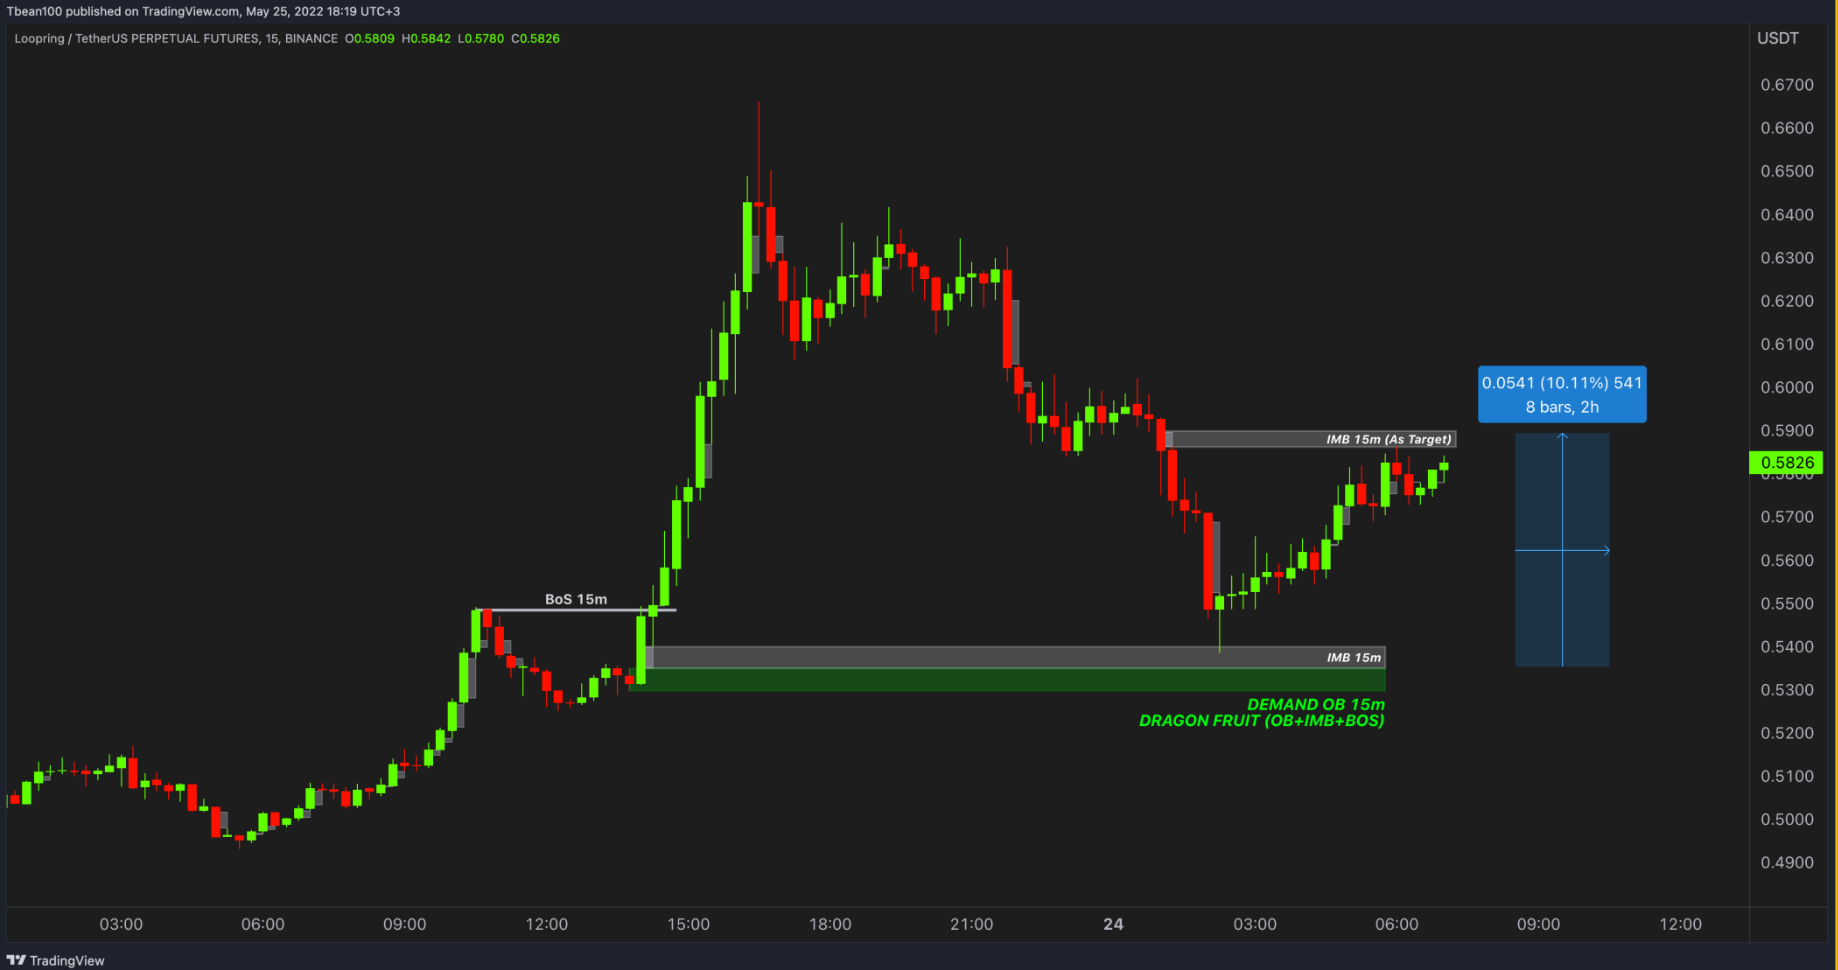 Tbean100 published on TradingView.com, May 25, 2022 18:19 UTC+3
Loopring / TetherUS PERPETUAL FUTURES, 15, BINANCE O0.5809 H0.5842 L0.5780 C0.5826
USDT
0.6700
0.6600
0.6500
0.6400
0.6300
0.6200
0.6100
0.6000
0.5900
0.5826
0.5800
0.5700
0.5600
0.5500
0.5400
0.5300
0.5200
0.5100
0.5000
0.4900
0.0541 (10.11%) 541
8 bars, 2h
IMB 15m (As Target)
BoS 15m
IMB 15m
DEMAND OB 15m
DRAGON FRUIT (OB+IMB+BOS)
03:00 06:00 09:00 12:00 15:00 18:00 21:00 24 03:00 06:00 09:00 12:00
TradingView